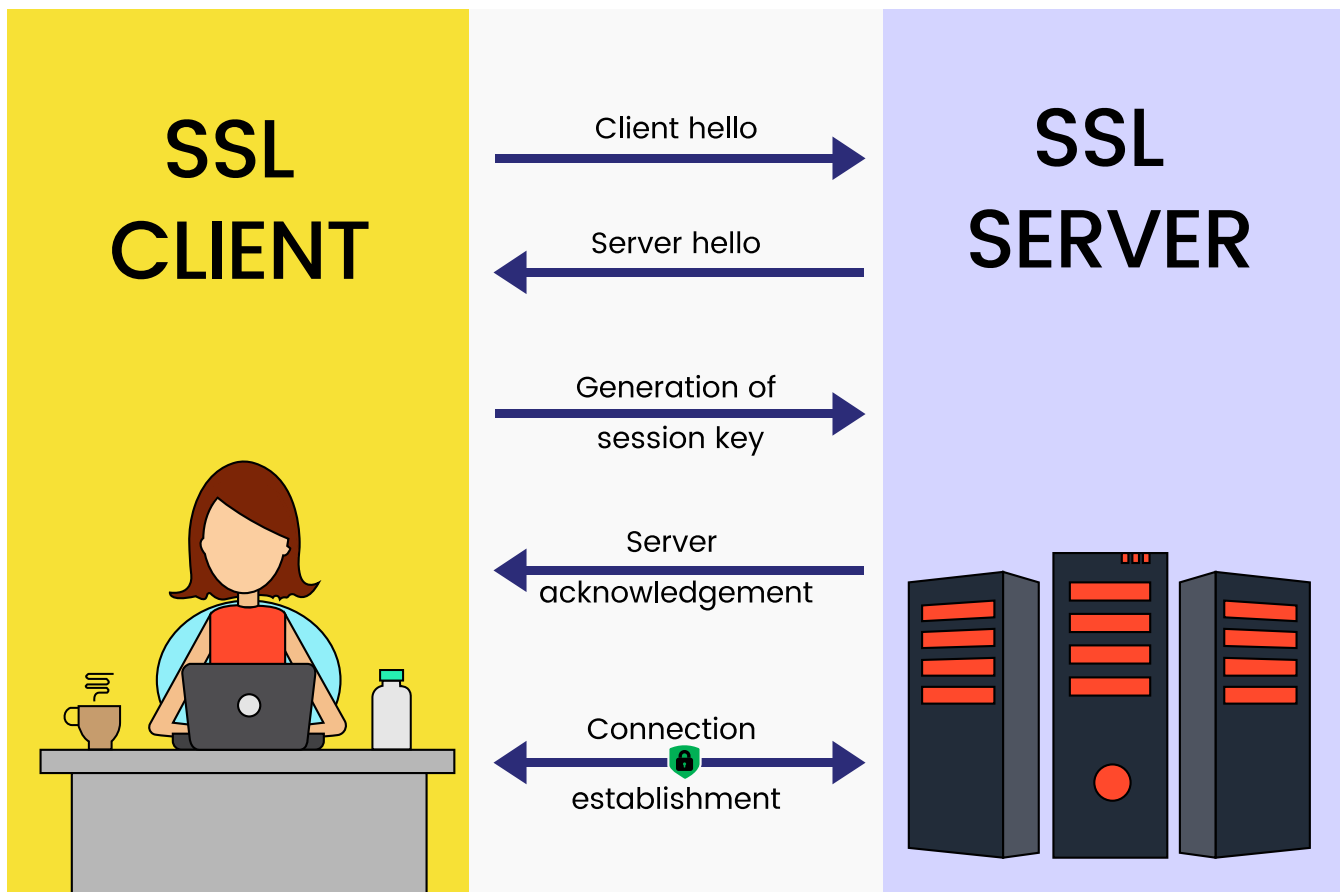 SSL
CLIENT
Client hello
Server hello
Generation of
session key
Server
acknowledgement
Connection
establishment
SSL
SERVER